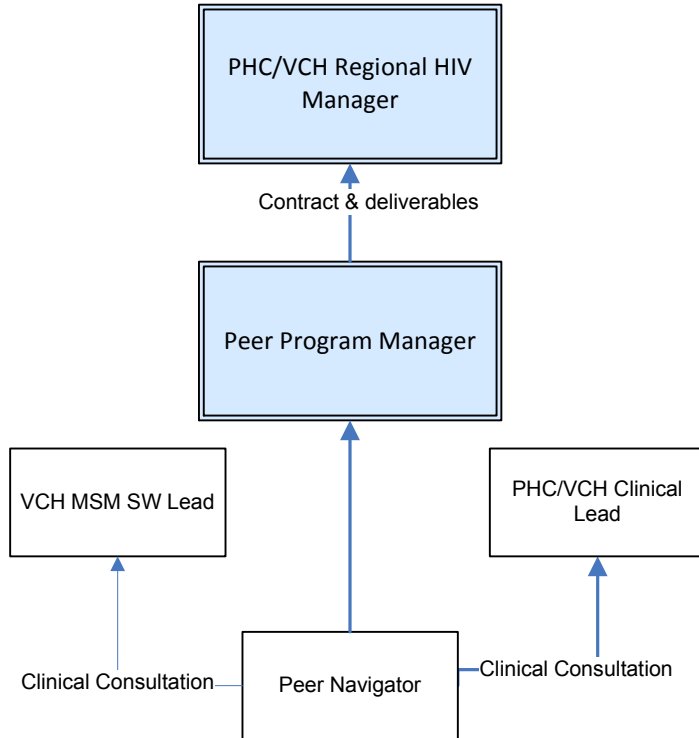 PHC/VCH Regional HIV
Manager
Contract & deliverables
Peer Program Manager
VCH MSM SW Lead
PHC/VCH Clinical
Lead
Clinical Consultation
Peer Navigator
Clinical Consultation